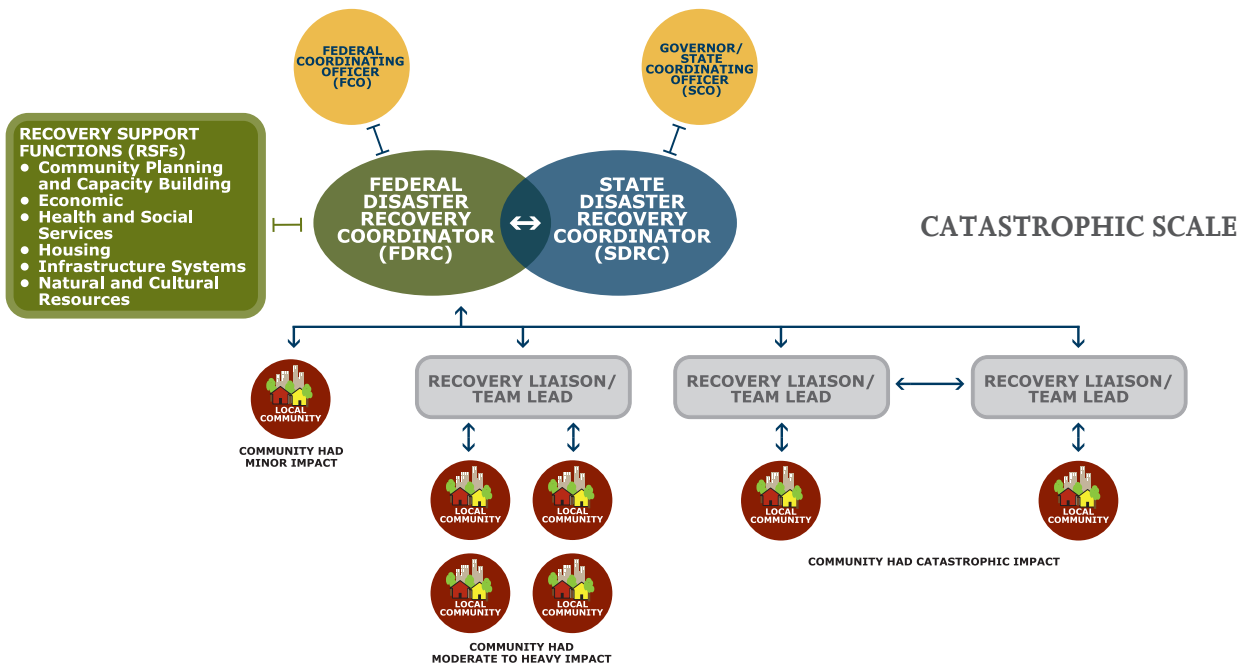 FEDERAL
COORDINATING
OFFICER
(FCO)
GOVERNOR/
STATE
COORDINATING
OFFICER
(SCO)
RECOVERY SUPPORT
FUNCTIONS (RSFs)
● Community Planning
and Capacity Building
● Economic
● Health and Social
Services
● Housing
● Infrastructure Systems
● Natural and Cultural
Resources
FEDERAL
DISASTER
RECOVERY
COORDINATOR
(FDRC)
STATE
DISASTER
RECOVERY
COORDINATOR
(SDRC)
CATASTROPHIC SCALE
LOCAL
COMMUNITY
COMMUNITY HAD
MINOR IMPACT
RECOVERY LIAISON/
TEAM LEAD
LOCAL
COMMUNITY
LOCAL
COMMUNITY
LOCAL
COMMUNITY
LOCAL
COMMUNITY
COMMUNITY HAD
MODERATE TO HEAVY IMPACT
RECOVERY LIAISON/
TEAM LEAD
RECOVERY LIAISON/
TEAM LEAD
LOCAL
COMMUNITY
LOCAL
COMMUNITY
COMMUNITY HAD CATASTROPHIC IMPACT